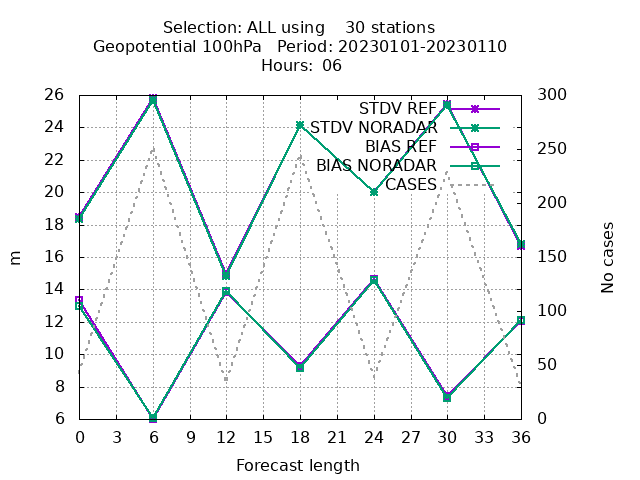 Selection: ALL using    30 stations
Geopotential 100hPa   Period: 20230101-20230110
Hours: 06
26
24
22
20
18
16
14
12
10
8
6
300
250
200
150
100
50
0
m
No cases
STDV REF
STDV NORADAR
BIAS REF
BIAS NORADAR
CASES
0 3 6 9 12 15 18 21 24 27 30 33 36
Forecast length